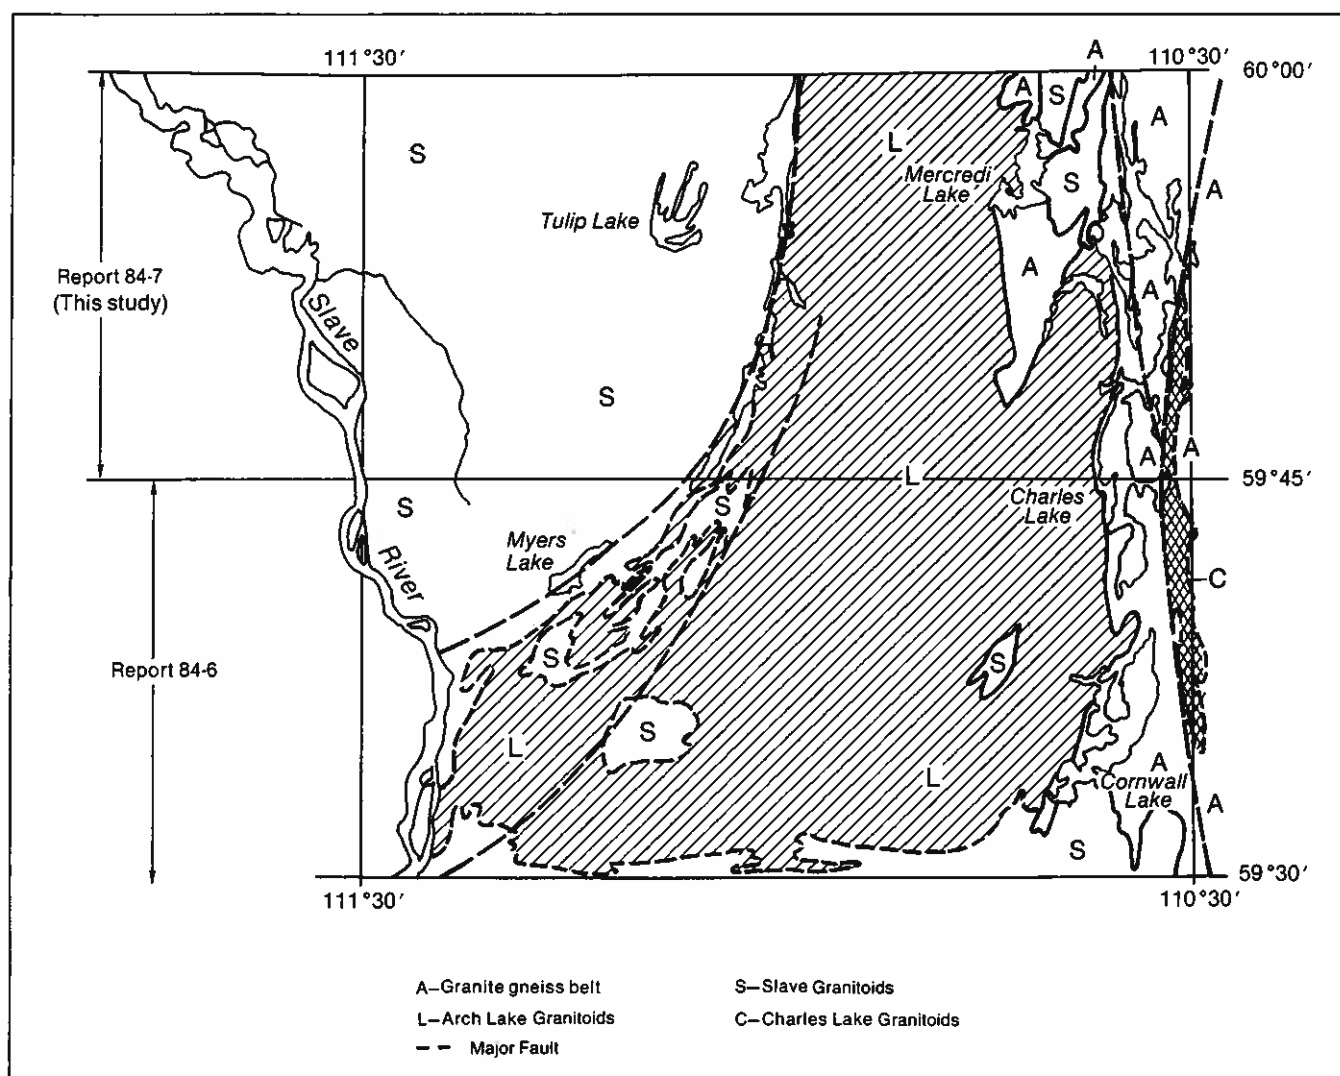 111°30′
A
110°30′
60°00′
A
S
A
S
L
Mercredi
Lake
S
A
Tulip Lake
A
Report 84-7
(This study)
Slave
A
S
L
A
A
59°45′
S
S
Charles
Lake
Myers
Lake
River
C
S
S
Report 84-6
S
L
L
A
Cornwall
Lake
A
S
59°30′
111°30′
110°30′
A–Granite gneiss belt
S–Slave Granitoids
L–Arch Lake Granitoids
C–Charles Lake Granitoids
Major Fault